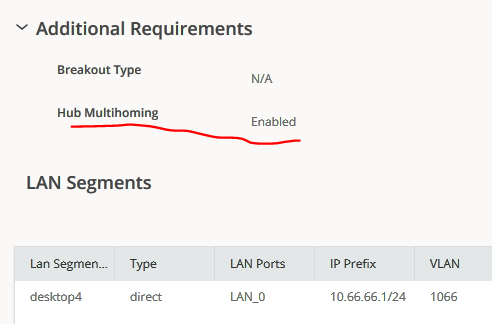 Additional Requirements
Breakout Type
N/A
Hub Multihoming
Enabled
LAN Segments
Lan Segmen... Type LAN Ports IP Prefix VLAN
desktop4 direct LAN_0 10.66.66.1/24 1066